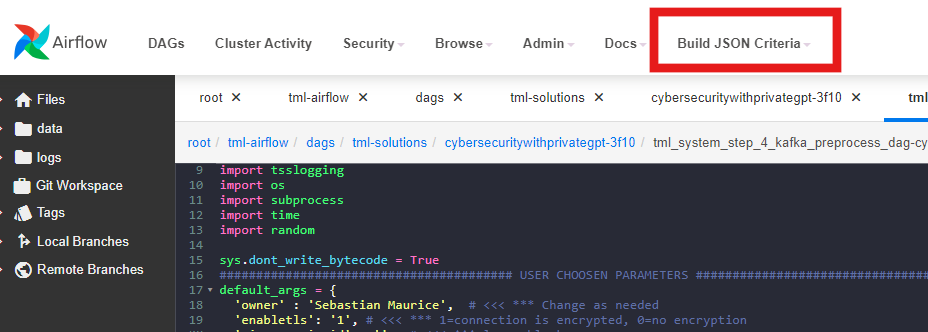 Airflow DAGs Cluster Activity Security Browse Admin Docs Build JSON Criteria
Files
data
logs
Git Workspace
Tags
Local Branches
Remote Branches
root × tml-airflow × dags × tml-solutions × cybersecuritywithprivategpt-3f10 × tml
root / tml-airflow / dags / tml-solutions / cybersecuritywithprivategpt-3f10 / tml_system_step_4_kafka_preprocess_dag-cy
9 import tsslogging
10 import os
11 import subprocess
12 import time
13 import random
14
15 sys.dont_write_bytecode = True
16 ######################################## USER CHOOSEN PARAMETERS ################################
17 default_args = {
18 'owner' : 'Sebastian Maurice', # <<< *** Change as needed
19 'enabletls': '1', # <<< *** 1=connection is encrypted, 0=no encryption